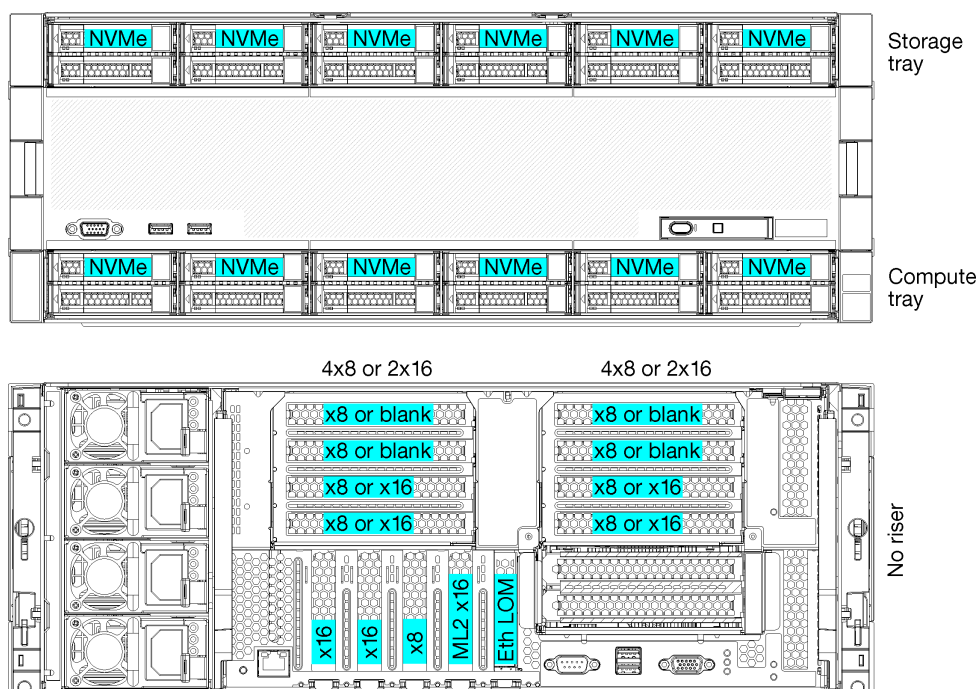 NVMe NVMe NVMe NVMe NVMe NVMe
Storage
tray
NVMe NVMe NVMe NVMe NVMe NVMe
Compute
tray
4x8 or 2x16 4x8 or 2x16
x8 or blank x8 or blank
x8 or blank x8 or blank
x8 or x16 x8 or x16
x8 or x16 x8 or x16
No riser
x16 x16 x8 ML2 x16 Eth LOM